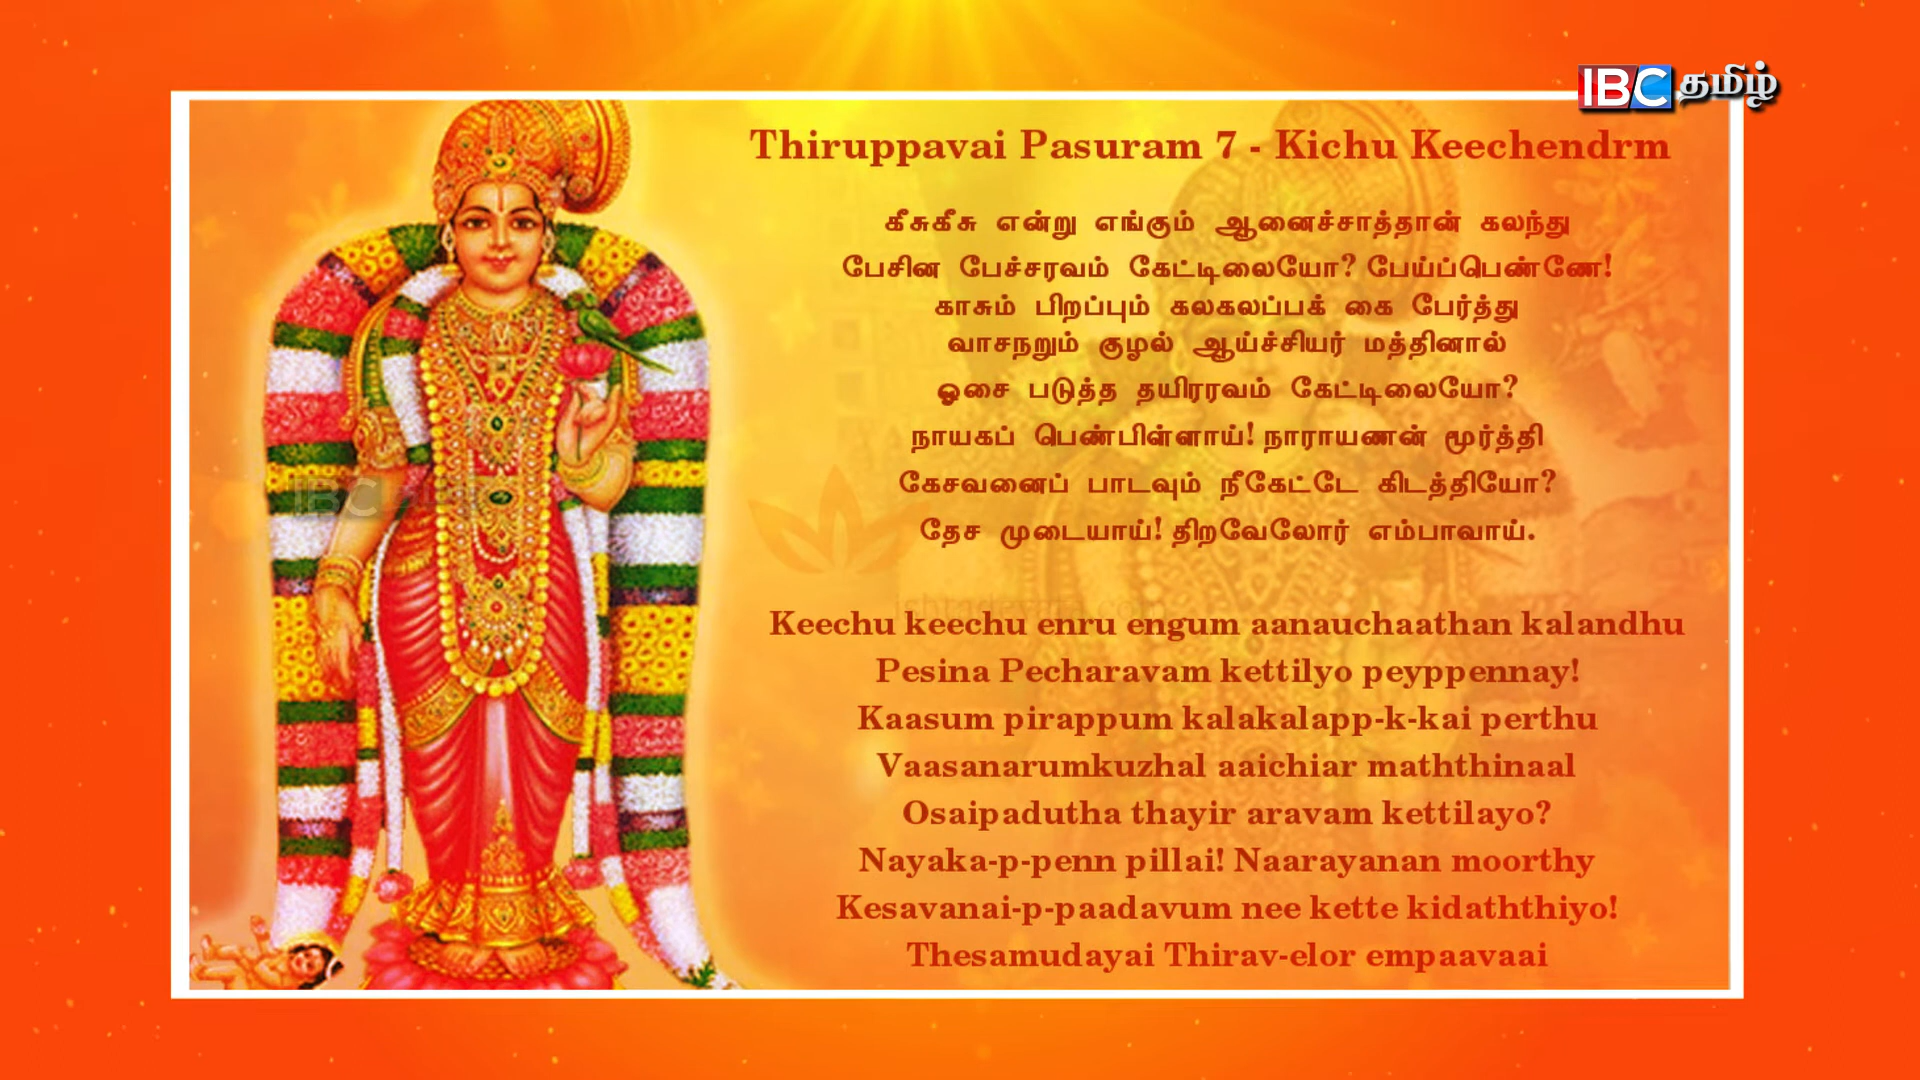 IBC தமிழ்
Thiruppavai Pasuram 7 - Kichu Keechendrm
கீசுகீசு என்று எங்கும் ஆனைச்சாத்தான் கலந்து
பேசின பேச்சரவம் கேட்டிலையோ? பேய்ப்பெண்ணே!
காசும் பிறப்பும் கலகலப்பக் கை பேர்த்து
வாசநறும் குழல் ஆய்ச்சியர் மத்தினால்
ஓசை படுத்த தயிரரவம் கேட்டிலையோ?
நாயகப் பெண்பிள்ளாய்! நாராயணன் மூர்த்தி
கேசவனைப் பாடவும் நீகேட்டே கிடத்தியோ?
தேச முடையாய்! திறவேலோர் எம்பாவாய்.
Keechu keechu enru engum aanauchaathan kalandhu
Pesina Pecharavam kettilyo peyppennay!
Kaasum pirappum kalakalapp-k-kai perthu
Vaasanarumkuzhal aaichiar maththinaal
Osaipadutha thayir aravam kettilayo?
Nayaka-p-penn pillai! Naarayanan moorthy
Kesavanai-p-paadavum nee kette kidaththiyo!
Thesamudayai Thirav-elor empaavaai
IBC